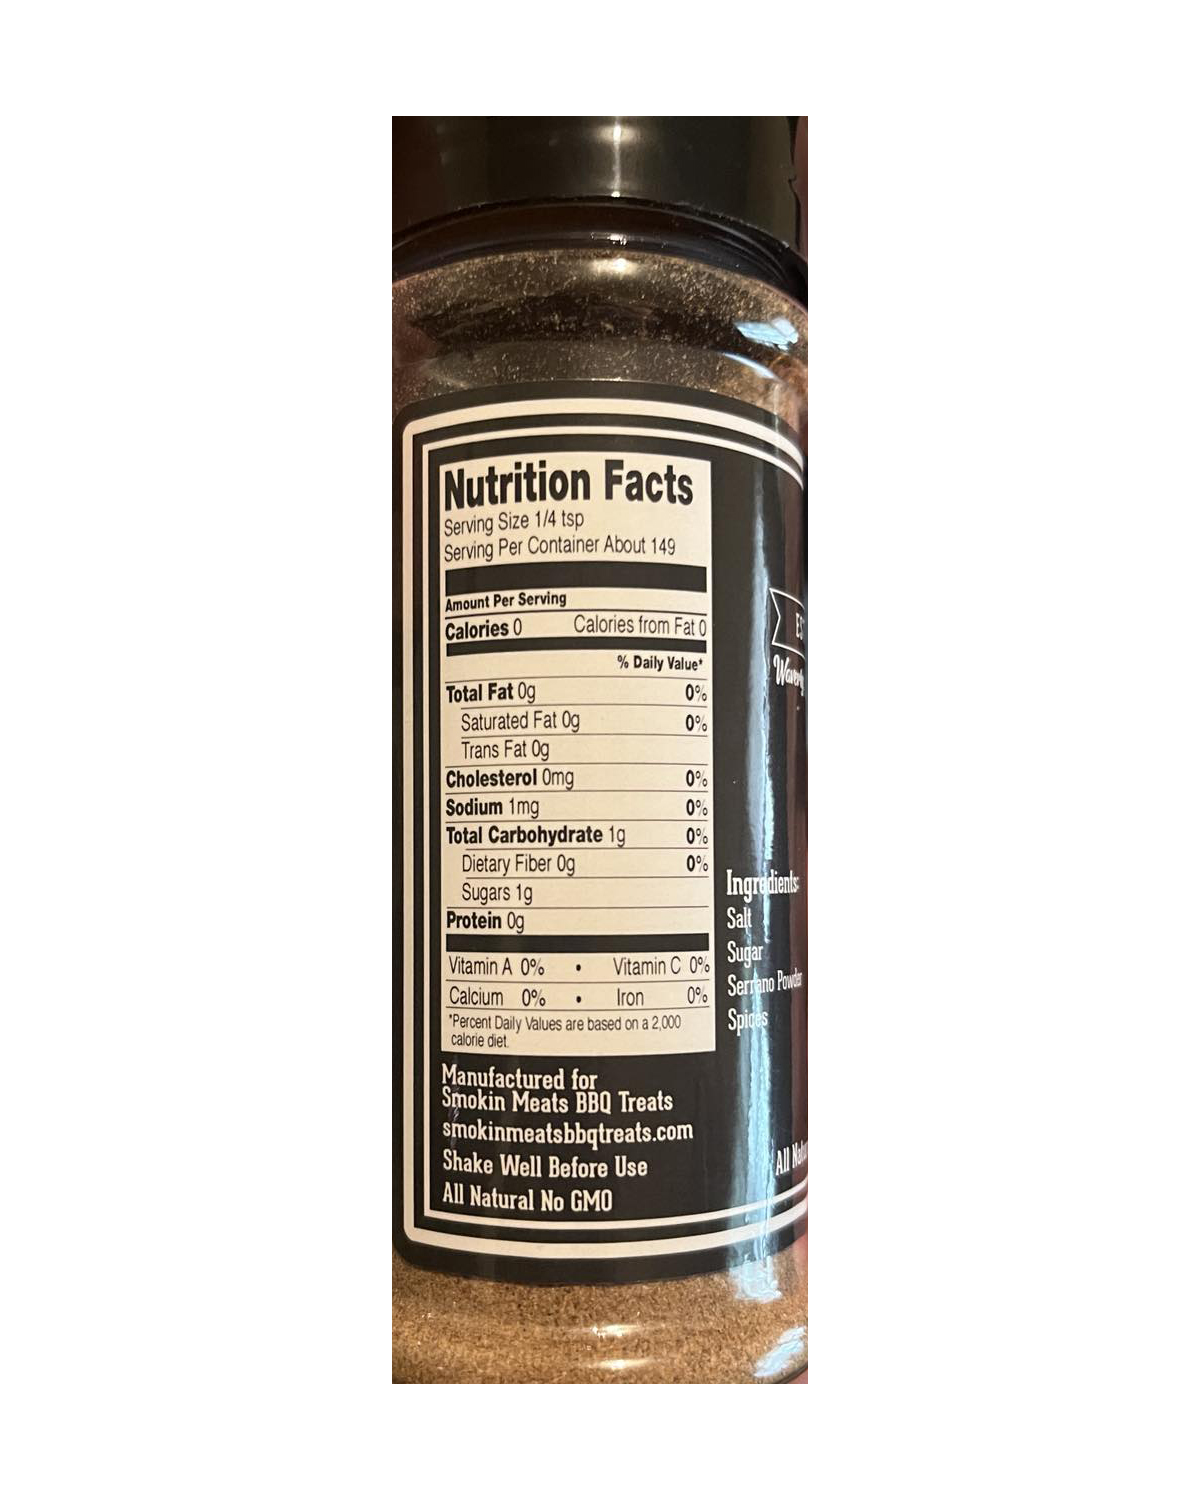 Nutrition Facts
Serving Size 1/4 tsp
Serving Per Container About 149
Amount Per Serving
Calories 0 Calories from Fat 0
% Daily Value*
Total Fat 0g 0%
Saturated Fat 0g 0%
Trans Fat 0g
Cholesterol 0mg 0%
Sodium 1mg 0%
Total Carbohydrate 1g 0%
Dietary Fiber 0g 0%
Sugars 1g
Protein 0g
Vitamin A 0% • Vitamin C 0%
Calcium 0% • Iron 0%
*Percent Daily Values are based on a 2,000
calorie diet.
Manufactured for
Smokin Meats BBQ Treats
smokinmeatsbbqtreats.com
Shake Well Before Use
All Natural No GMO
Ingredients:
Salt
Sugar
Serrano Powder
Spices
All